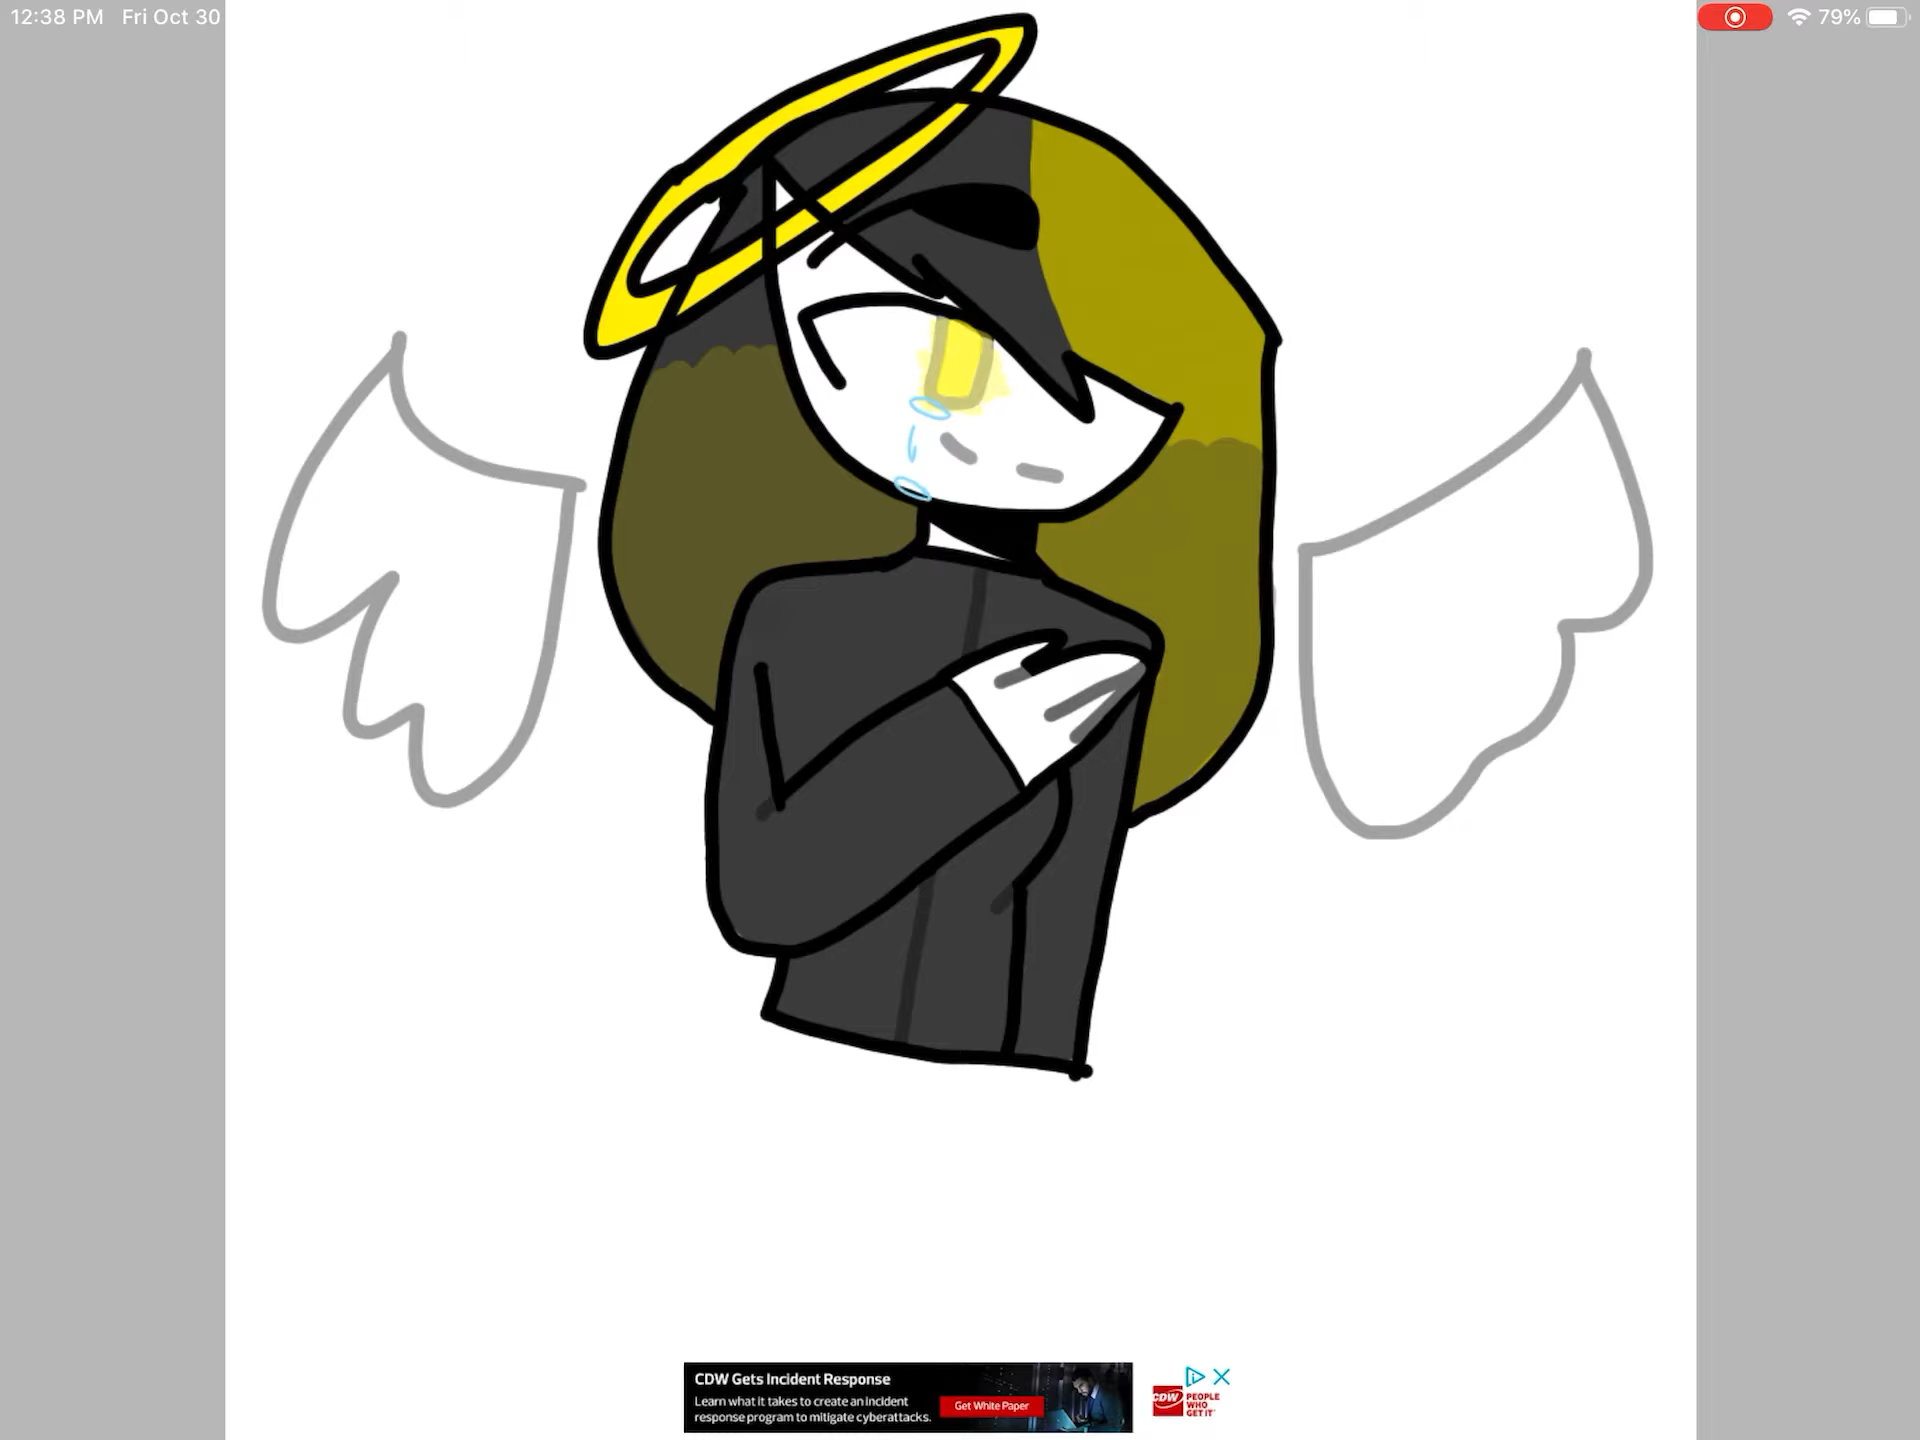 12:38 PM Fri Oct 30
79%
CDW Gets Incident Response
Learn what it takes to create an incident
response program to mitigate cyberattacks.
Get White Paper
CDW
PEOPLE
WHO
GET IT